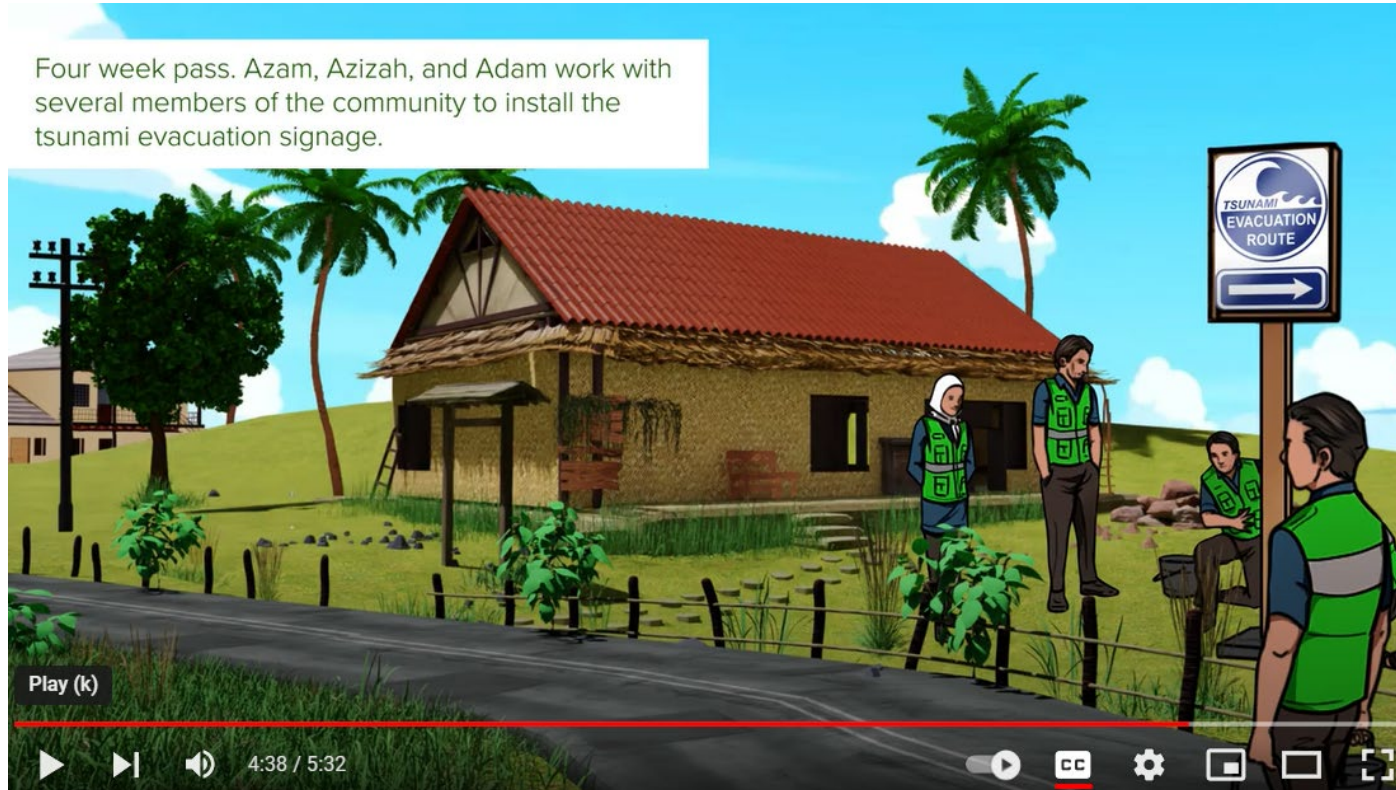 Four week pass. Azam, Azizah, and Adam work with
several members of the community to install the
tsunami evacuation signage.
TSUNAMI
EVACUATION
ROUTE
Play (k)
4:38 / 5:32
CC